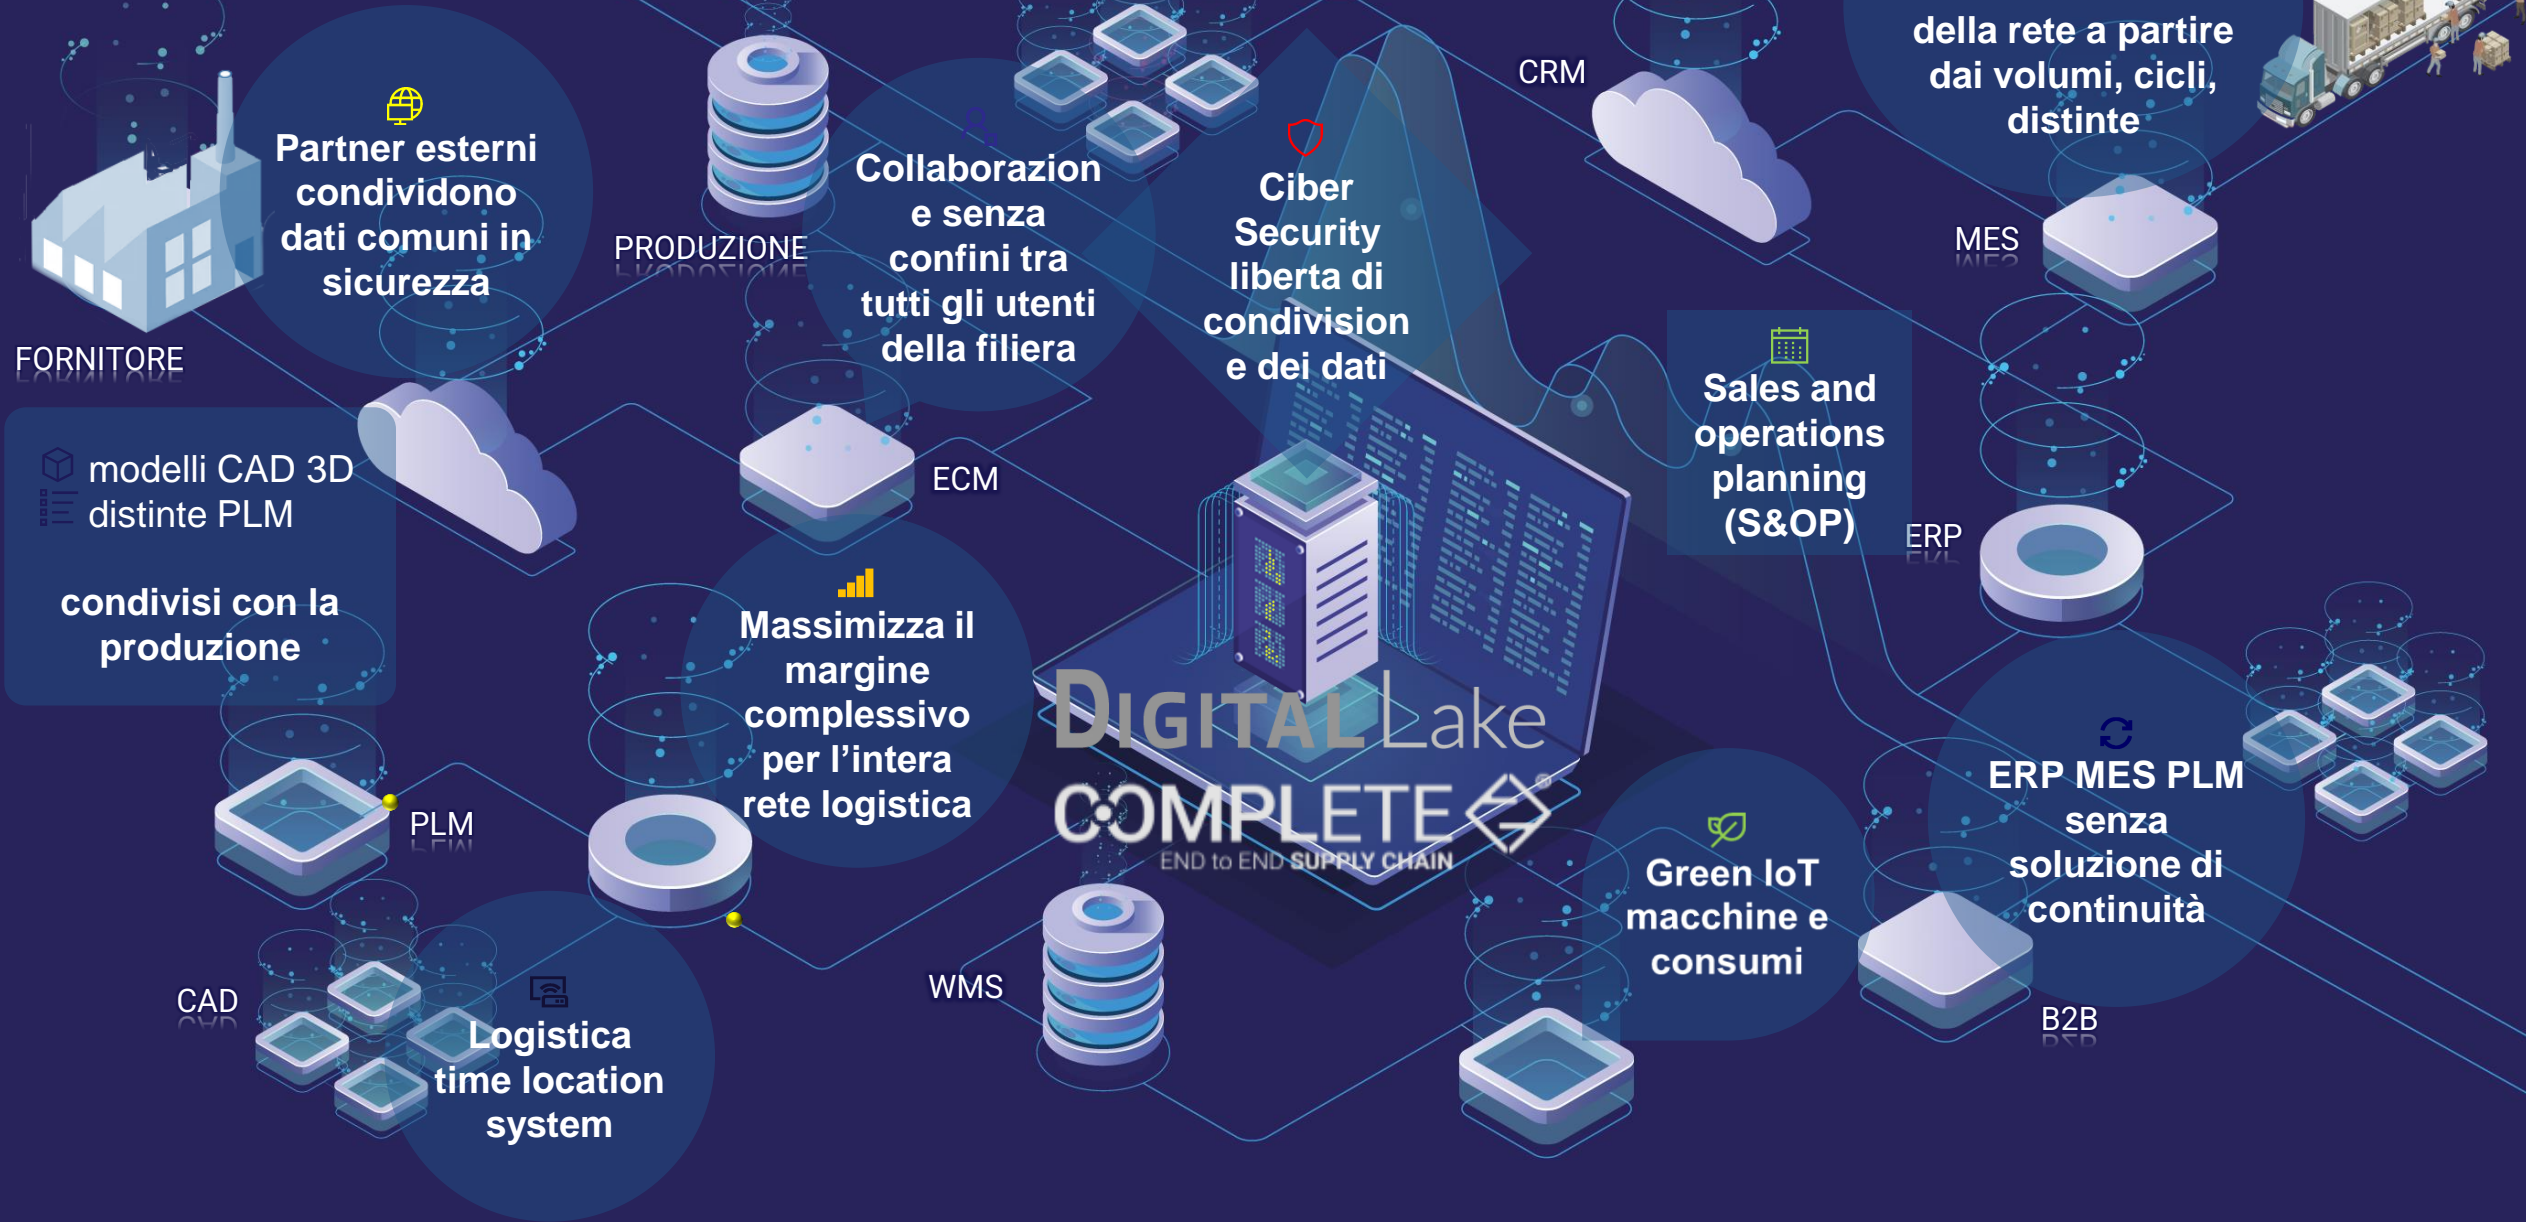 della rete a partire
dai volumi, cicli,
distinte
CRM
Partner esterni
condividono
dati comuni in
sicurezza
PRODUZIONE
Collaborazion
e senza
confini tra
tutti gli utenti
della filiera
Ciber
Security
liberta di
condivision
e dei dati
MES
FORNITORE
modelli CAD 3D
distinte PLM
condivisi con la
produzione
ECM
Sales and
operations
planning
(S&OP)
ERP
Massimizza il
margine
complessivo
per l’intera
rete logistica
DIGITAL Lake
COMPLETE
END to END SUPPLY CHAIN
ERP MES PLM
senza
soluzione di
continuità
PLM
Green IoT
macchine e
consumi
CAD
Logistica
time location
system
WMS
B2B